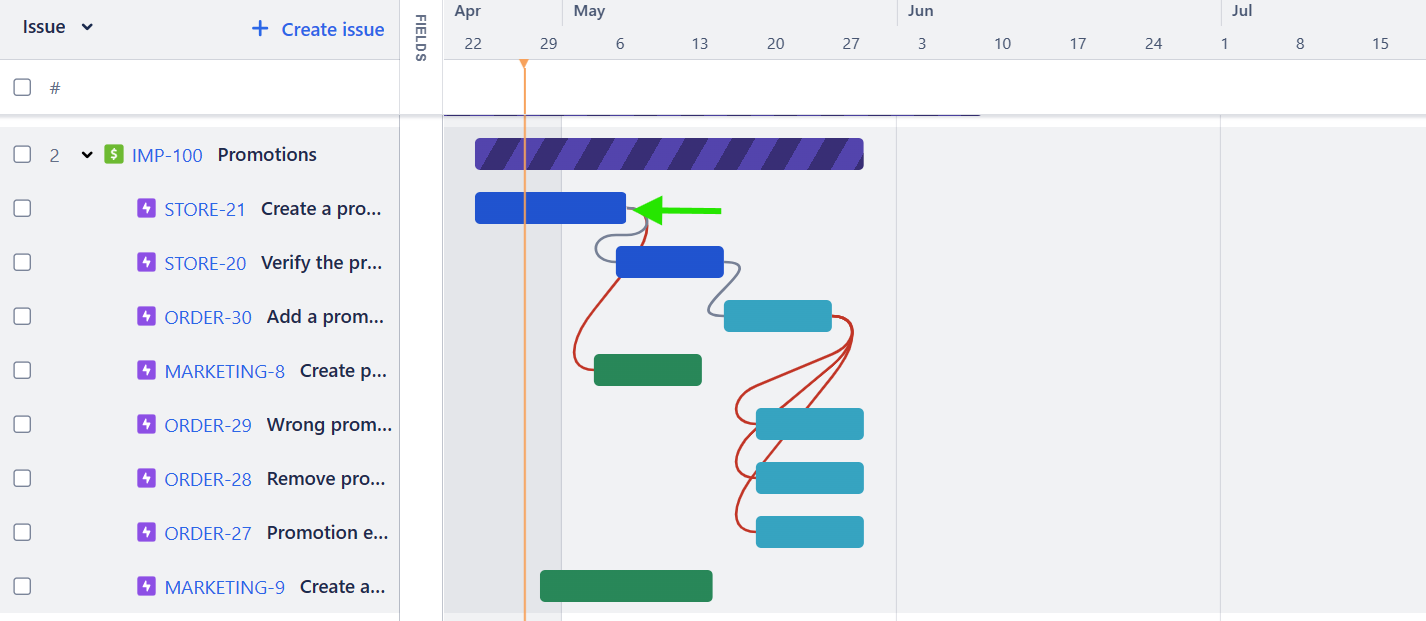 Issue
Create issue
FIELDS
Apr May Jun Jul
22 29 6 13 20 27 3 10 17 24 1 8 15
#
2 $ IMP-100 Promotions
STORE-21 Create a pro...
STORE-20 Verify the pr...
ORDER-30 Add a prom...
MARKETING-8 Create p...
ORDER-29 Wrong prom...
ORDER-28 Remove pro...
ORDER-27 Promotion e...
MARKETING-9 Create a...